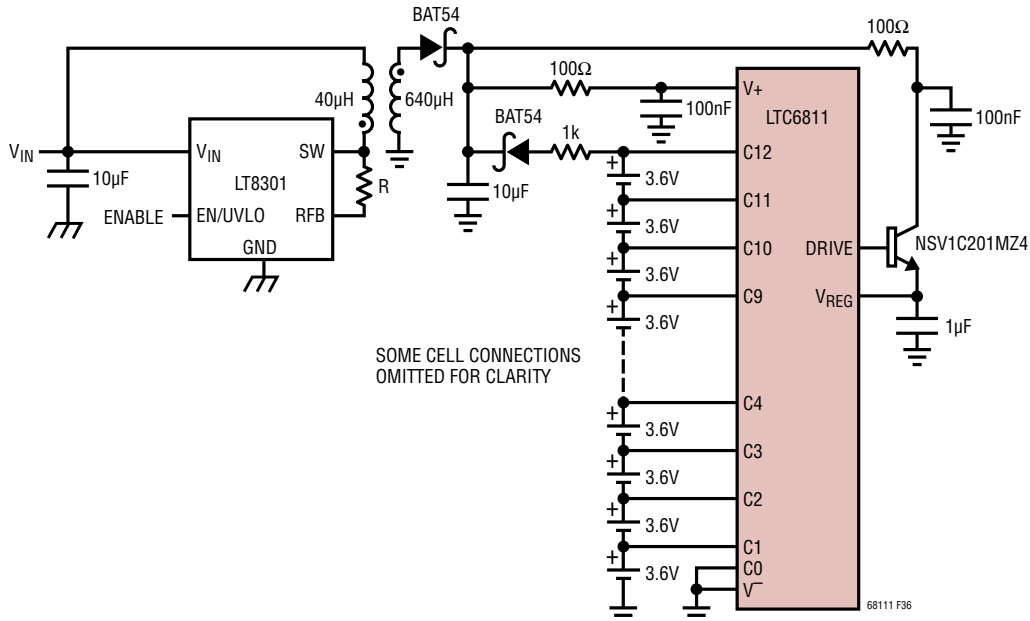 BAT54
100Ω
100Ω
V+
LTC6811
40µH
640µH
100nF
100nF
BAT54
1k
VIN
VIN
SW
C12
10µF
LT8301
R
10µF
+
3.6V
C11
ENABLE
EN/UVLO
RFB
+
3.6V
GND
C10
DRIVE
NSV1C201MZ4
+
3.6V
C9
VREG
+
3.6V
1µF
SOME CELL CONNECTIONS
OMITTED FOR CLARITY
C4
+
3.6V
C3
+
3.6V
C2
+
3.6V
C1
+
3.6V
C0
V–
68111 F36